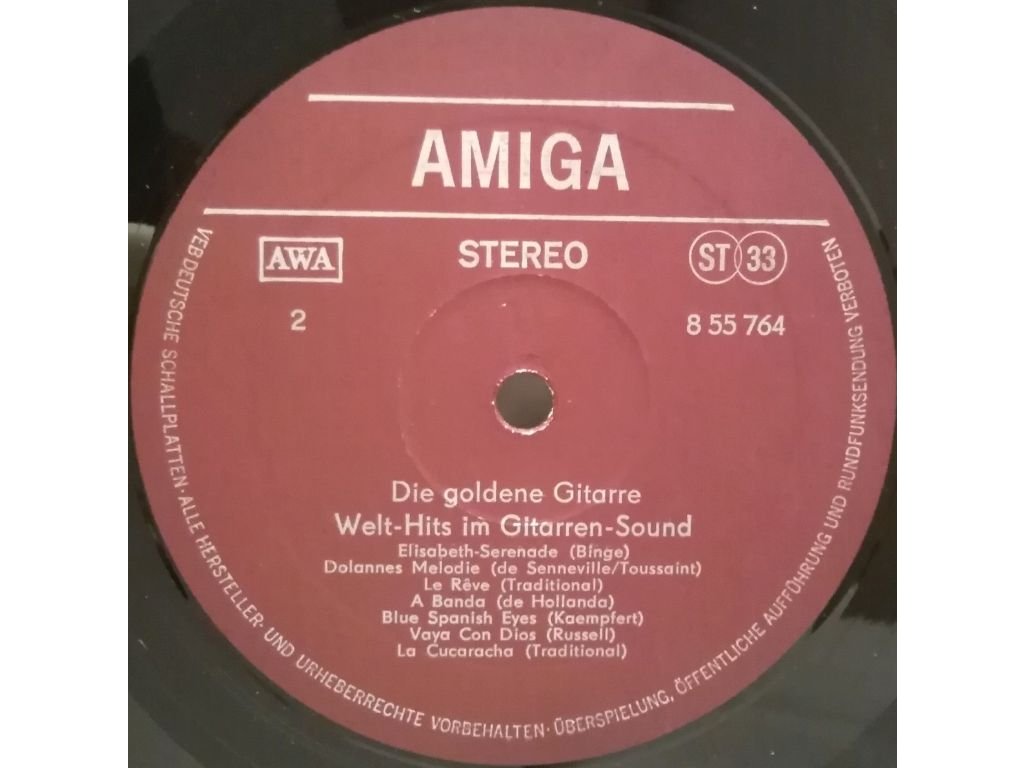 AMIGA
AWA
STEREO
ST 33
2
8 55 764
Die goldene Gitarre
Welt-Hits im Gitarren-Sound
Elisabeth-Serenade (Binge)
Dolannes Melodie (de Senneville/Toussaint)
Le Rêve (Traditional)
A Banda (de Hollanda)
Blue Spanish Eyes (Kaempfert)
Vaya Con Dios (Russell)
La Cucaracha (Traditional)
VEB DEUTSCHE SCHALLPLATTEN · ALLE HERSTELLER- UND URHEBERRECHTE VORBEHALTEN · ÜBERSPIELUNG, ÖFFENTLICHE AUFFÜHRUNG UND RUNDFUNKSENDUNG VERBOTEN